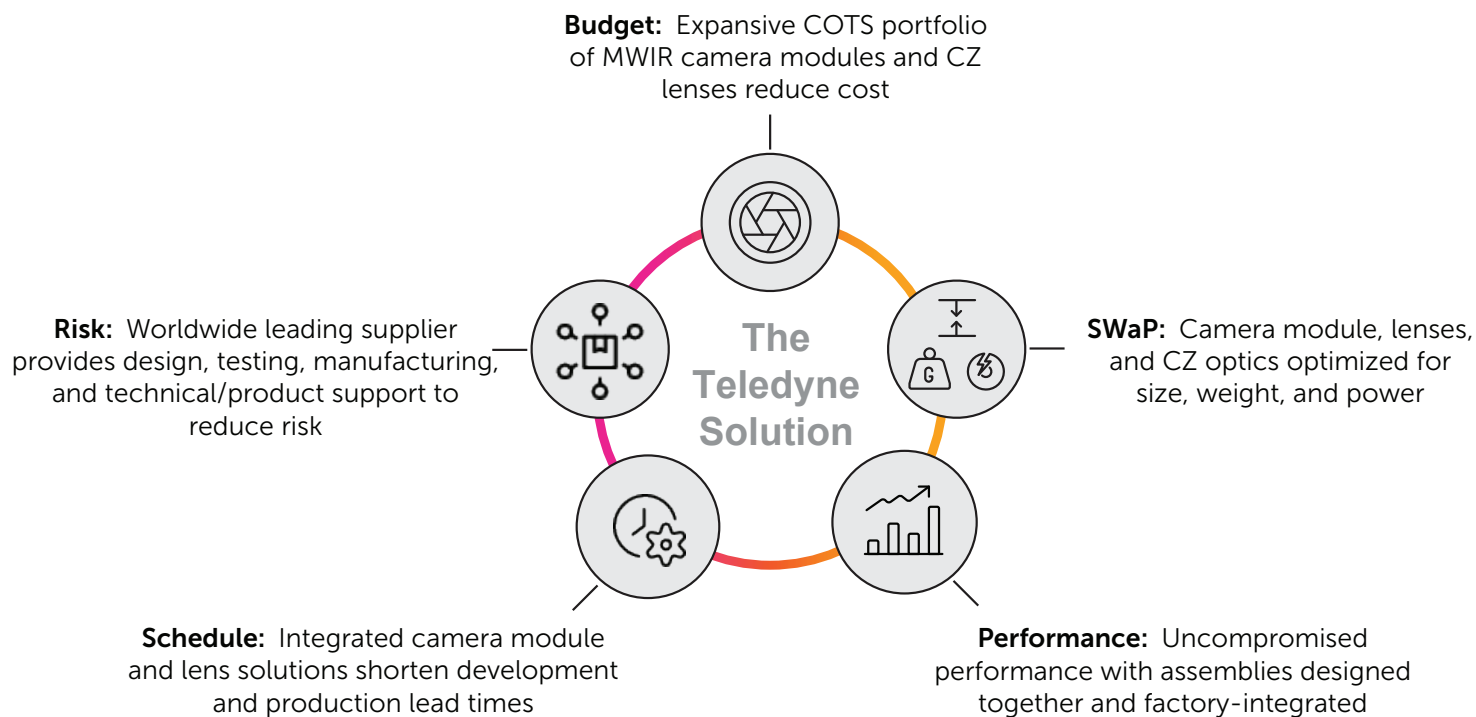 Budget: Expansive COTS portfolio
of MWIR camera modules and CZ
lenses reduce cost
Risk: Worldwide leading supplier
provides design, testing, manufacturing,
and technical/product support to
reduce risk
The
Teledyne
Solution
G
SWaP: Camera module, lenses,
and CZ optics optimized for
size, weight, and power
Schedule: Integrated camera module
and lens solutions shorten development
and production lead times
Performance: Uncompromised
performance with assemblies designed
together and factory-integrated